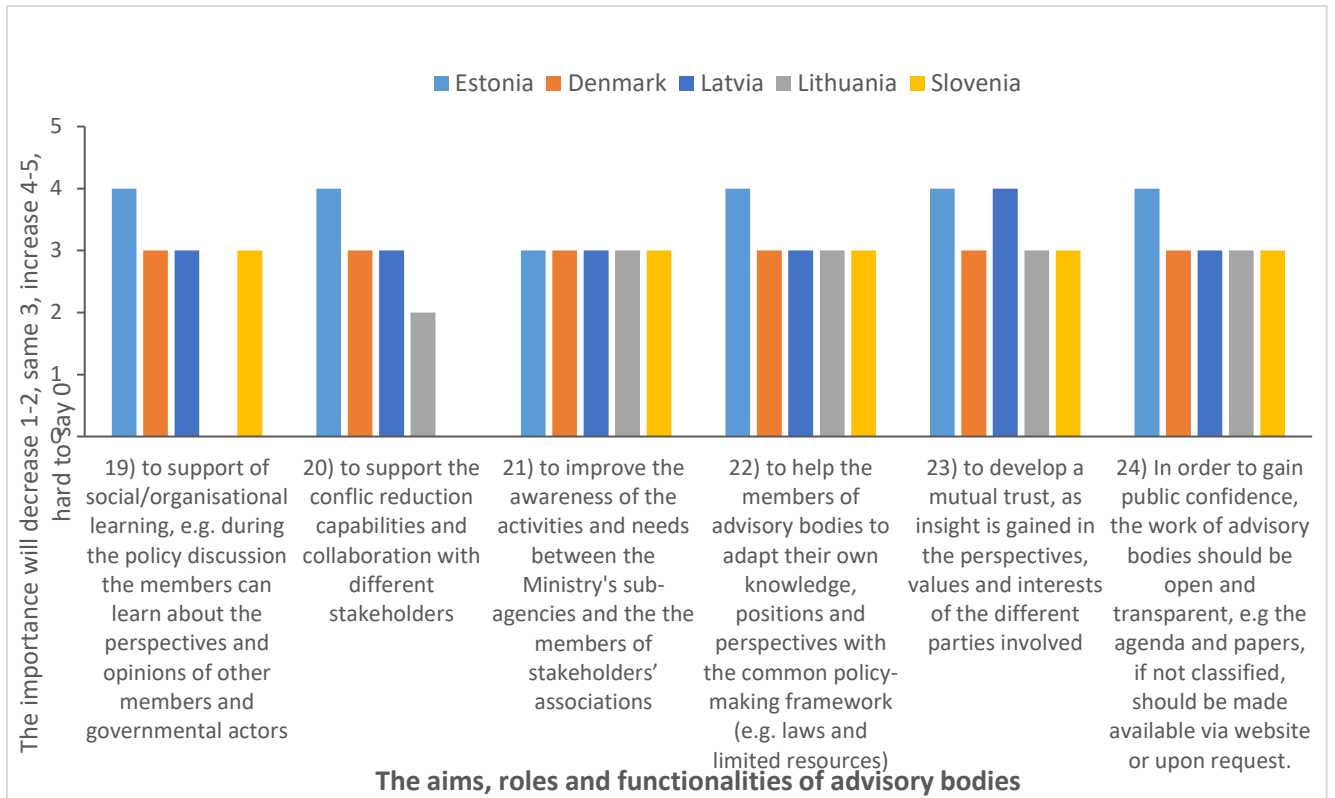 Estonia Denmark Latvia Lithuania Slovenia
The importance will decrease 1-2, same 3, increase 4-5,
hard to say 0
5
4
3
2
1
0
19) to support of
social/organisational
learning, e.g. during
the policy discussion
the members can
learn about the
perspectives and
opinions of other
members and
governmental actors
20) to support the
conflic reduction
capabilities and
collaboration with
different
stakeholders
21) to improve the
awareness of the
activities and needs
between the
Ministry's sub-
agencies and the the
members of
stakeholders’
associations
22) to help the
members of
advisory bodies to
adapt their own
knowledge,
positions and
perspectives with
the common policy-
making framework
(e.g. laws and
limited resources)
23) to develop a
mutual trust, as
insight is gained in
the perspectives,
values and interests
of the different
parties involved
24) In order to gain
public confidence,
the work of advisory
bodies should be
open and
transparent, e.g the
agenda and papers,
if not classified,
should be made
available via website
or upon request.
The aims, roles and functionalities of advisory bodies